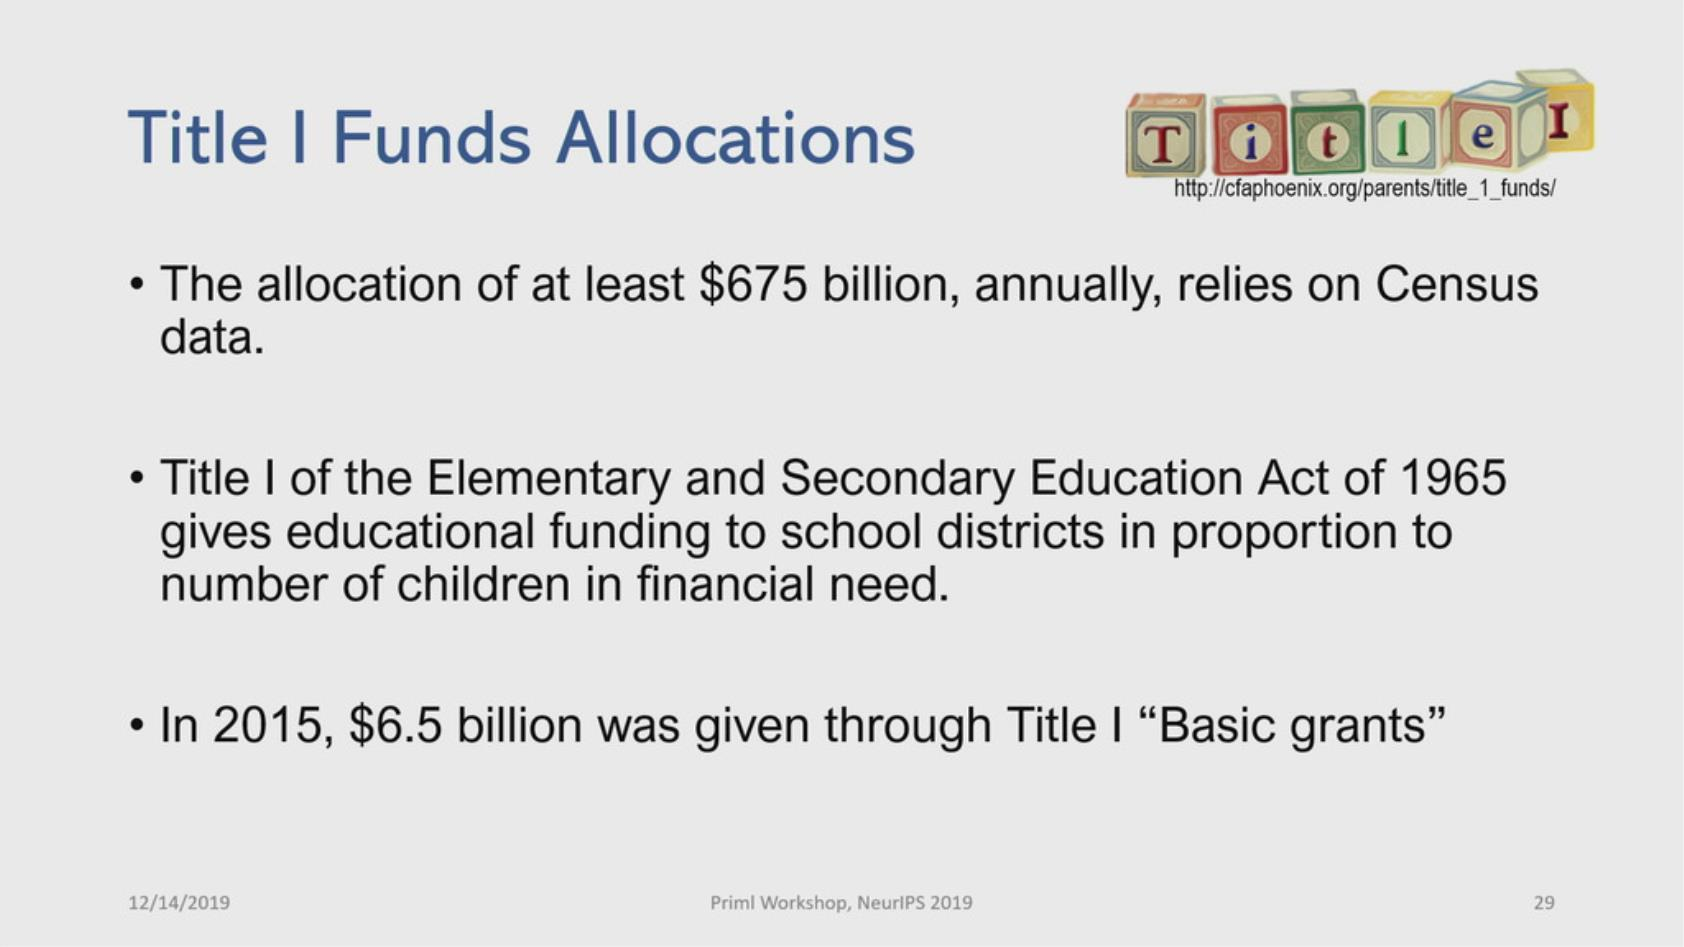 Title I Funds Allocations
Title I
http://cfaphoenix.org/parents/title_1_funds/
• The allocation of at least $675 billion, annually, relies on Census
data.
• Title I of the Elementary and Secondary Education Act of 1965
gives educational funding to school districts in proportion to
number of children in financial need.
• In 2015, $6.5 billion was given through Title I “Basic grants”
12/14/2019
Priml Workshop, NeurIPS 2019
29